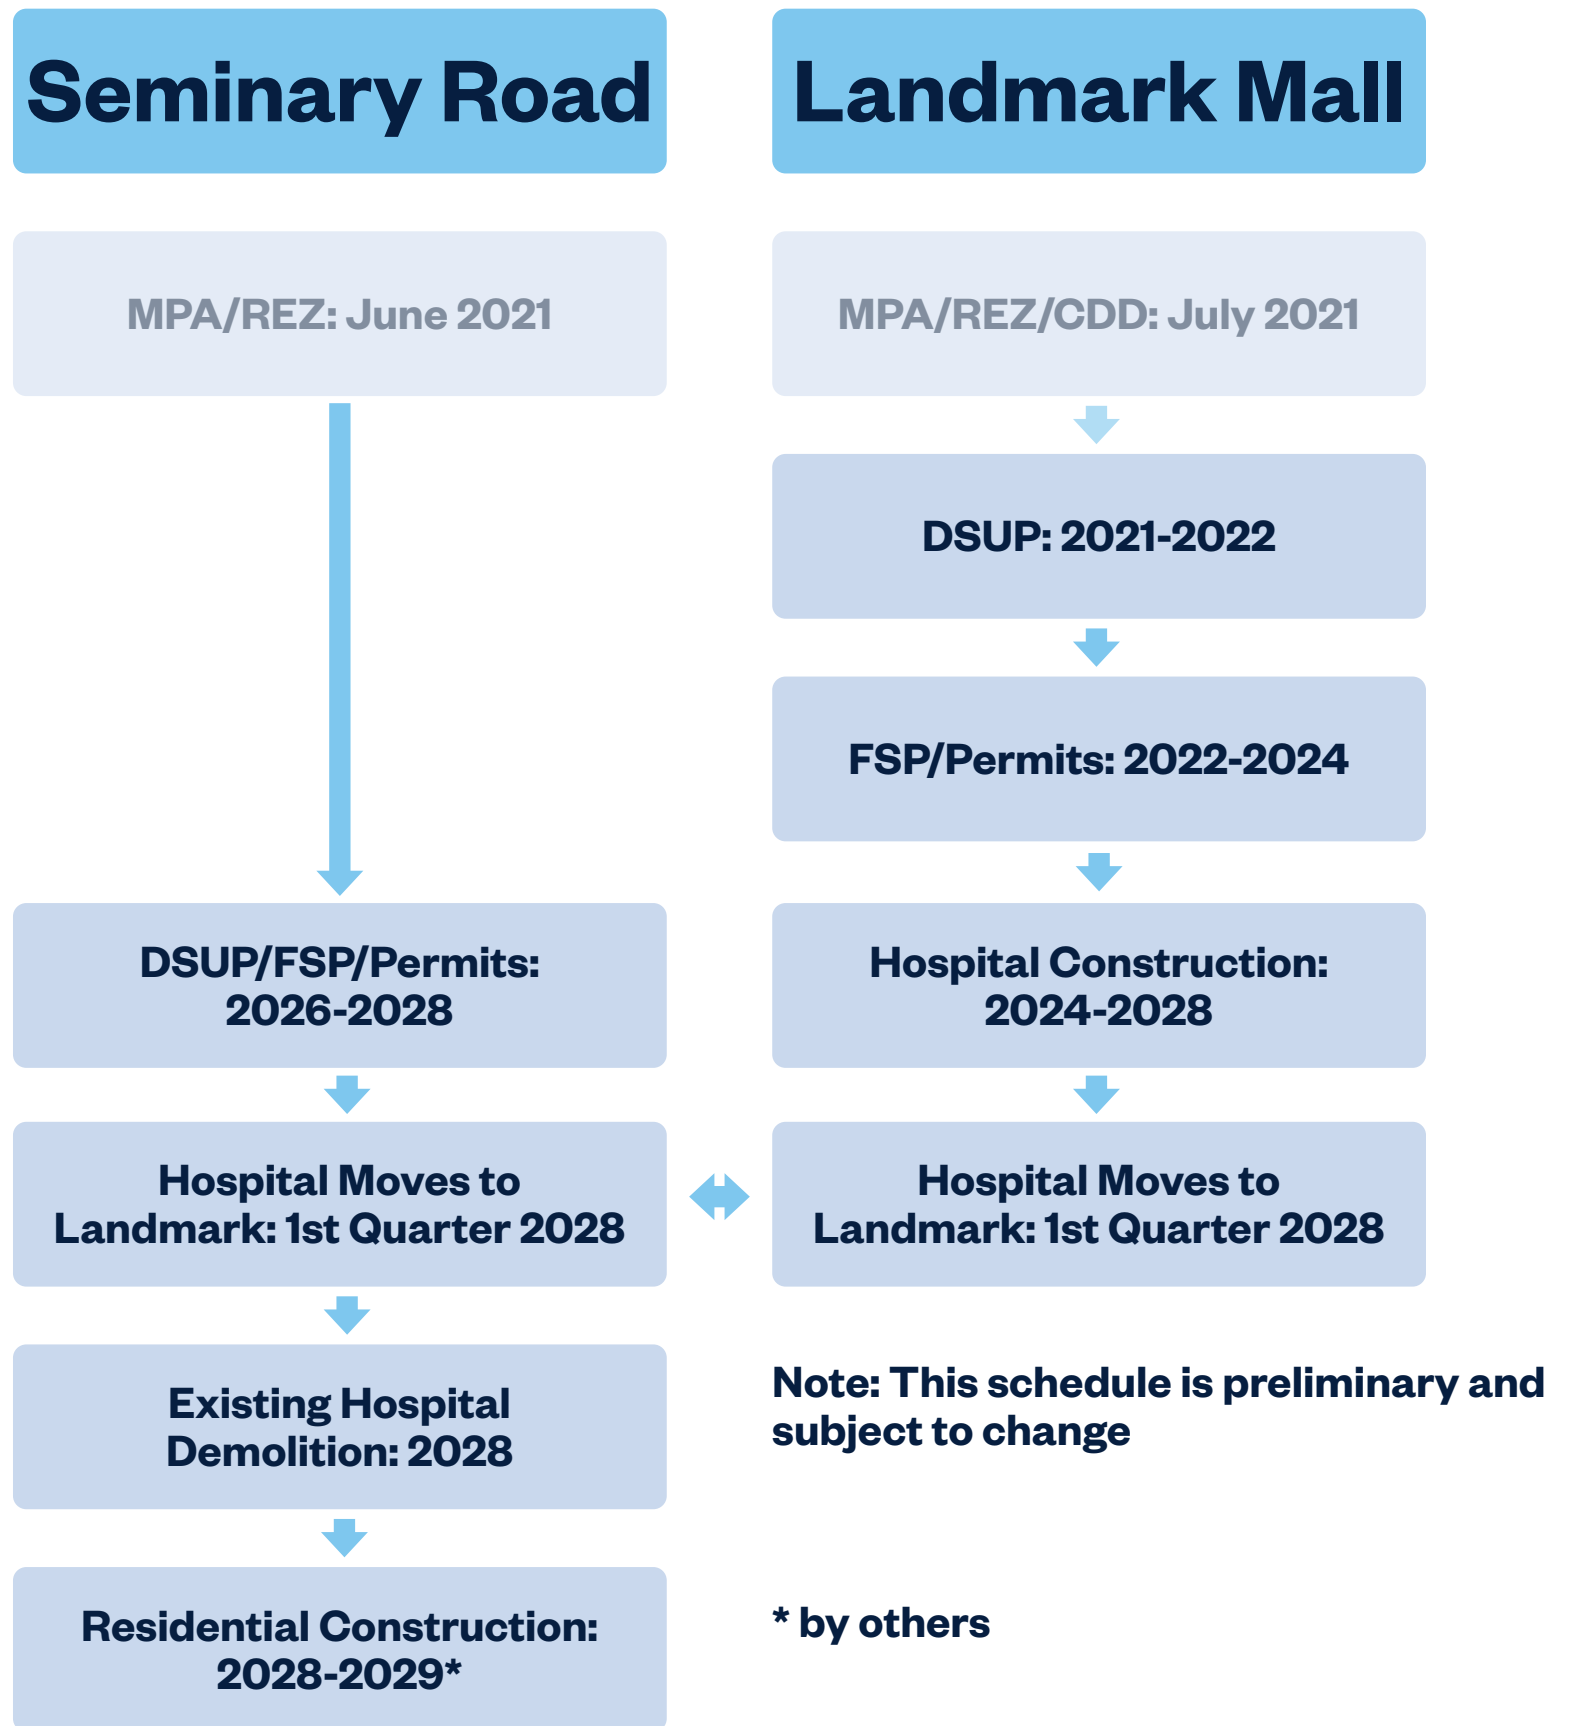 Seminary Road
Landmark Mall
MPA/REZ: June 2021
MPA/REZ/CDD: July 2021
DSUP: 2021-2022
FSP/Permits: 2022-2024
DSUP/FSP/Permits:
2026-2028
Hospital Construction:
2024-2028
Hospital Moves to
Landmark: 1st Quarter 2028
Hospital Moves to
Landmark: 1st Quarter 2028
Existing Hospital
Demolition: 2028
Note: This schedule is preliminary and
subject to change
Residential Construction:
2028-2029*
* by others